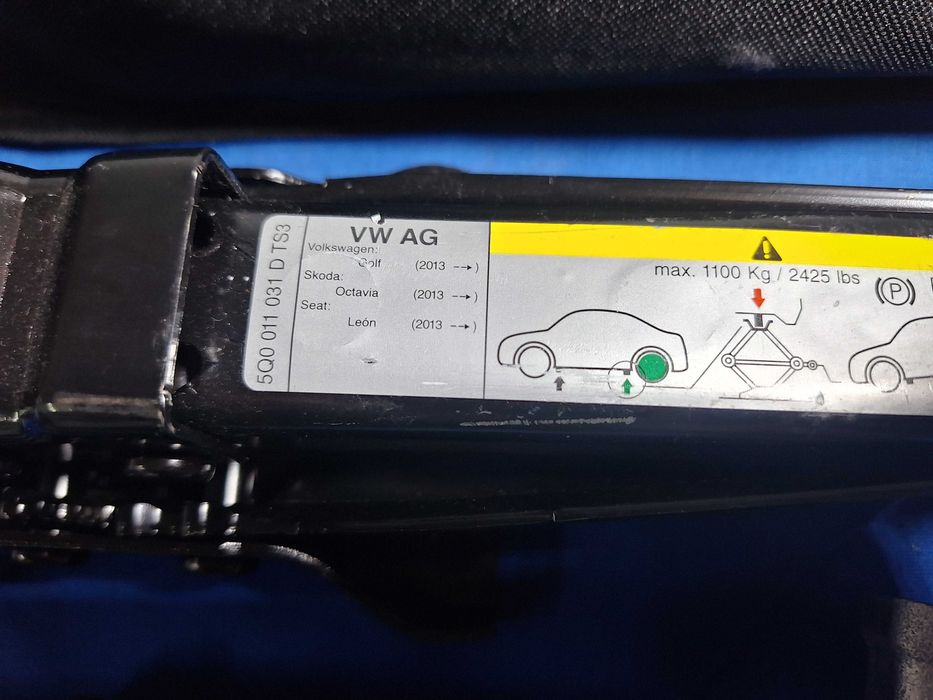 5Q0 011 031 D TS3
VW AG
Volkswagen:
Golf (2013 --→)
Skoda:
Octavia (2013 --→)
Seat:
León (2013 --→)
max. 1100 Kg / 2425 lbs
(P)